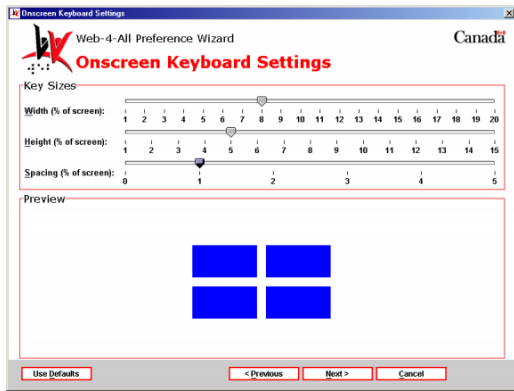 Onscreen Keyboard Settings
Web-4-All Preference Wizard
Canada
Onscreen Keyboard Settings
Key Sizes
Width (% of screen):
1 2 3 4 5 6 7 8 9 10 11 12 13 14 15 16 17 18 19 20
Height (% of screen):
1 2 3 4 5 6 7 8 9 10 11 12 13 14 15
Spacing (% of screen):
0 1 2 3 4 5
Preview
Use Defaults
< Previous
Next >
Cancel